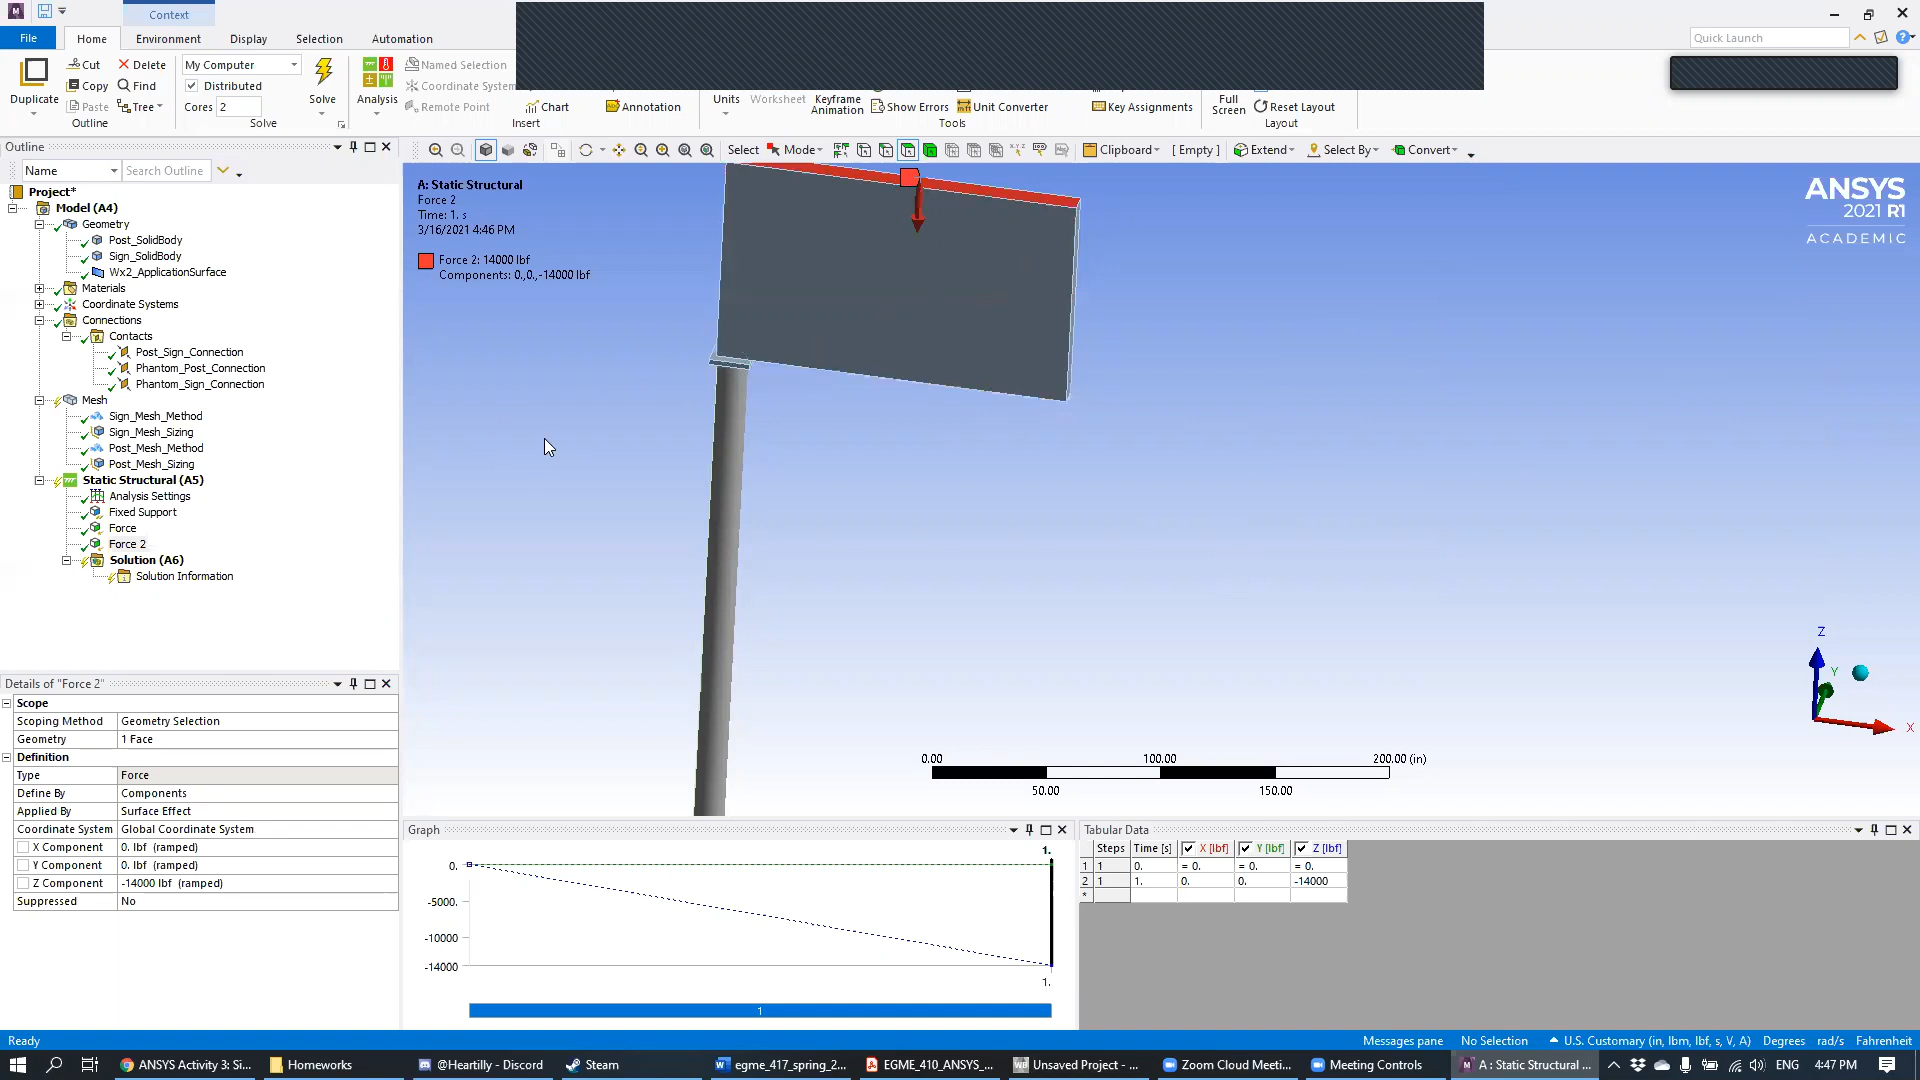 Context
File
Home
Environment
Display
Selection
Automation
Quick Launch
Duplicate
Cut
Copy
Paste
Delete
Find
Tree
Outline
My Computer
Distributed
Cores 2
Solve
Solve
Analysis
Named Selection
Coordinate System
Remote Point
Chart
Annotation
Insert
Units
Worksheet
Keyframe Animation
Show Errors
Unit Converter
Key Assignments
Tools
Full Screen
Reset Layout
Layout
Outline
Name
Search Outline
Select
Mode
Clipboard
[ Empty ]
Extend
Select By
Convert
Project*
Model (A4)
Geometry
Post_SolidBody
Sign_SolidBody
Wx2_ApplicationSurface
Materials
Coordinate Systems
Connections
Contacts
Post_Sign_Connection
Phantom_Post_Connection
Phantom_Sign_Connection
Mesh
Sign_Mesh_Method
Sign_Mesh_Sizing
Post_Mesh_Method
Post_Mesh_Sizing
Static Structural (A5)
Analysis Settings
Fixed Support
Force
Force 2
Solution (A6)
Solution Information
A: Static Structural
Force 2
Time: 1. s
3/16/2021 4:46 PM
Force 2: 14000 lbf
Components: 0.,0.,-14000 lbf
ANSYS
2021 R1
ACADEMIC
Z
Y
X
0.00 100.00 200.00 (in)
50.00 150.00
Details of "Force 2"
Scope
Scoping Method Geometry Selection
Geometry 1 Face
Definition
Type Force
Define By Components
Applied By Surface Effect
Coordinate System Global Coordinate System
X Component 0. lbf (ramped)
Y Component 0. lbf (ramped)
Z Component -14000 lbf (ramped)
Suppressed No
Graph
1.
0.
-5000.
-10000
-14000
1.
1
Tabular Data
Steps Time [s] X [lbf] Y [lbf] Z [lbf]
1 1 0. = 0. = 0. = 0.
2 1 1. 0. 0. -14000
*
Ready
Messages pane
No Selection
U.S. Customary (in, lbm, lbf, s, V, A)
Degrees
rad/s
Fahrenheit
ANSYS Activity 3: Si...
Homeworks
@Heartilly - Discord
Steam
egme_417_spring_2...
EGME_410_ANSYS_...
Unsaved Project - ...
Zoom Cloud Meeti...
Meeting Controls
A : Static Structural ...
ENG
4:47 PM